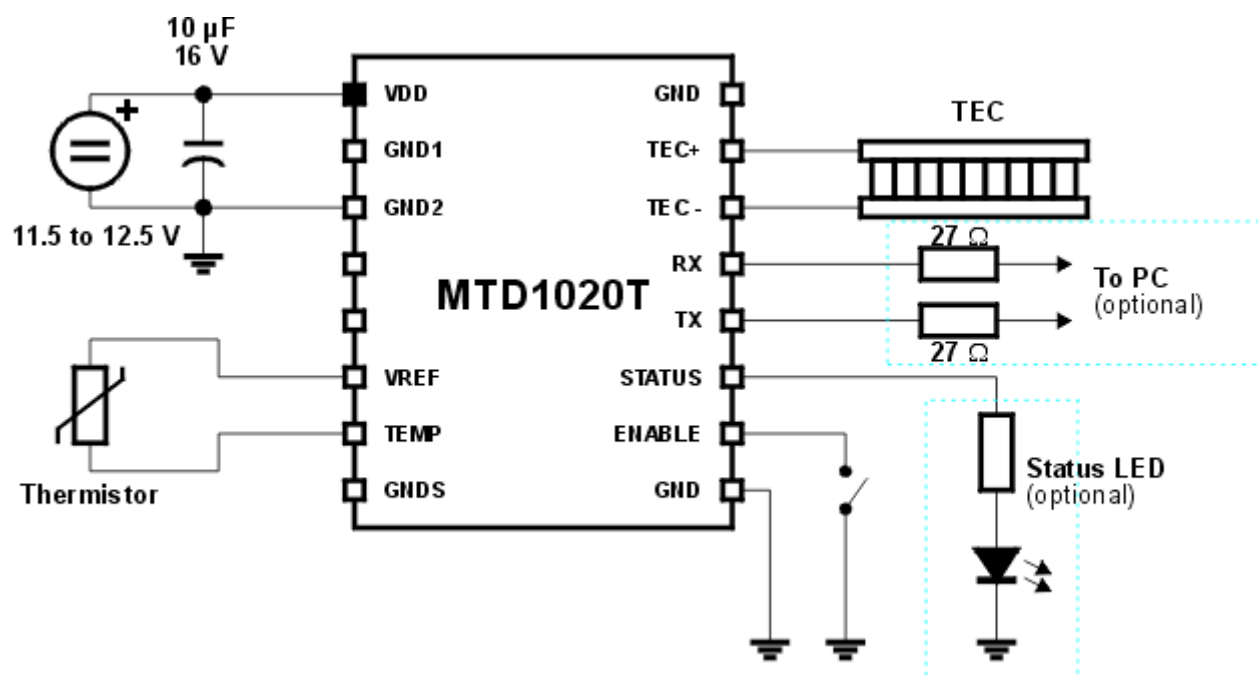 10 µF
16 V
11.5 to 12.5 V
Thermistor
VDD
GND1
GND2
VREF
TEMP
GNDS
MTD1020T
GND
TEC+
TEC -
RX
TX
STATUS
ENABLE
GND
TEC
27 Ω
27 Ω
To PC
(optional)
Status LED
(optional)